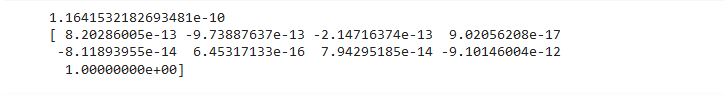 1.1641532182693481e-10
[ 8.20286005e-13 -9.73887637e-13 -2.14716374e-13  9.02056208e-17
 -8.11893955e-14  6.45317133e-16  7.94295185e-14 -9.10146004e-12
  1.00000000e+00]